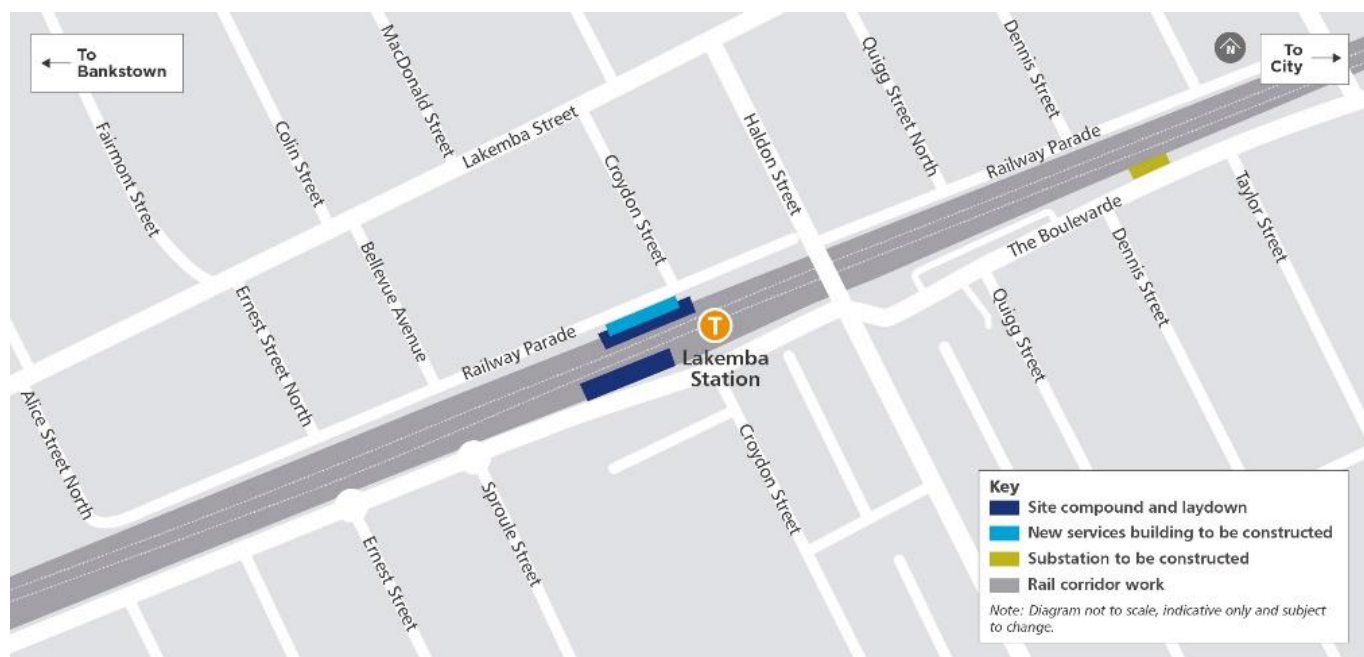 To
Bankstown
N
To
City
Fairmont Street
Colin Street
MacDonald Street
Lakemba Street
Croydon Street
Haldon Street
Quigg Street North
Dennis Street
Railway Parade
Taylor Street
The Boulevarde
Dennis Street
Quigg Street
Bellevue Avenue
Ernest Street North
Railway Parade
Alice Street North
T
Lakemba
Station
Croydon Street
Sproule Street
Ernest Street
Key
Site compound and laydown
New services building to be constructed
Substation to be constructed
Rail corridor work
Note: Diagram not to scale, indicative only and subject
to change.